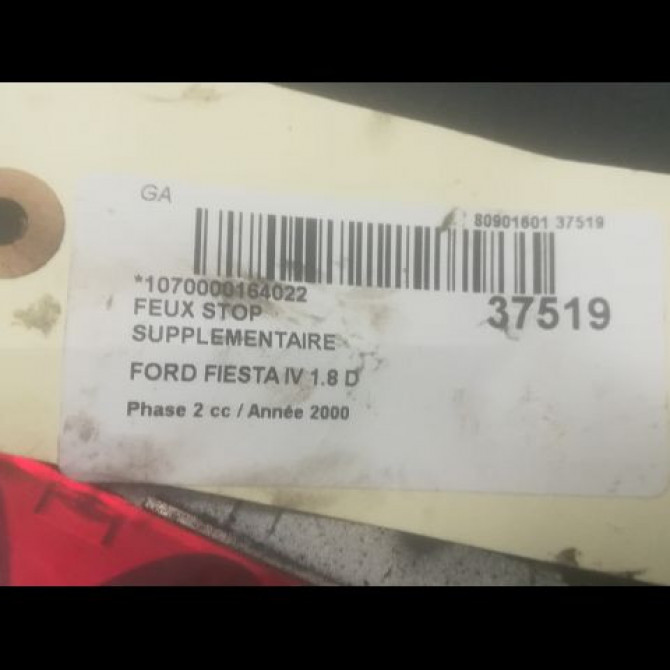 GA
80901601 37519
*1070000164022
37519
FEUX STOP
SUPPLEMENTAIRE
FORD FIESTA IV 1.8 D
Phase 2 cc / Année 2000